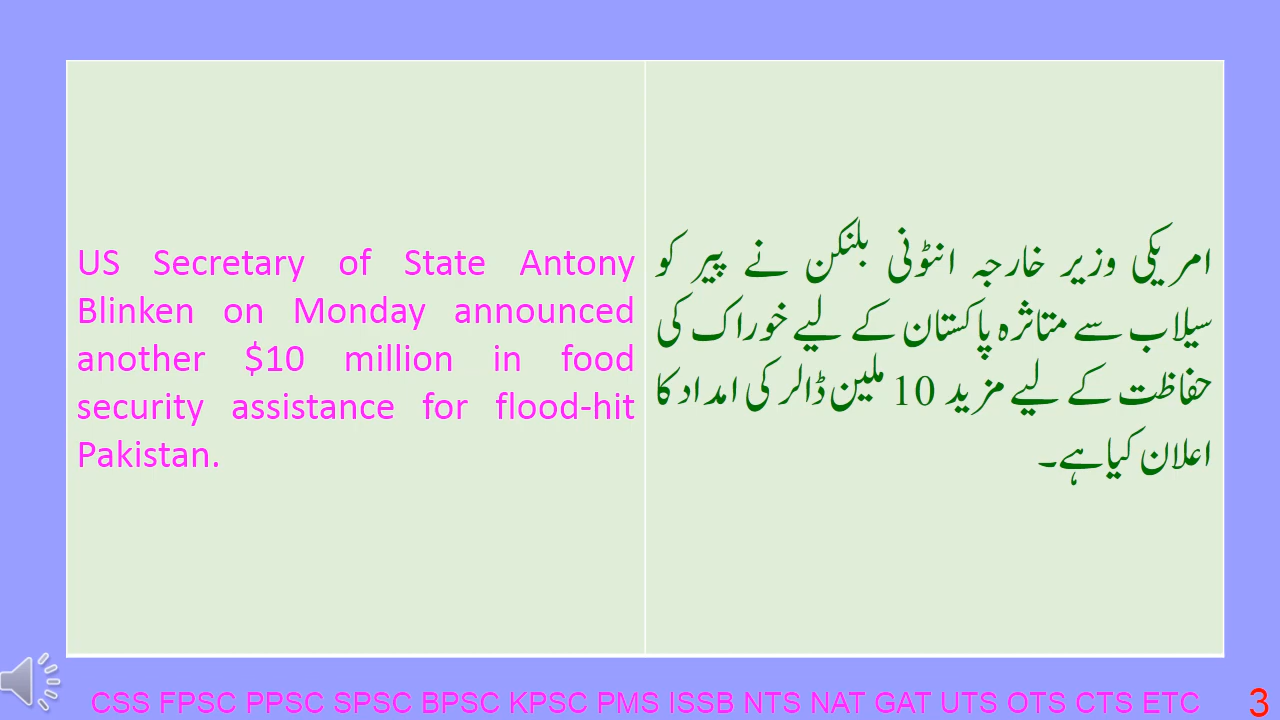 US Secretary of State Antony
Blinken on Monday announced
another $10 million in food
security assistance for flood-hit
Pakistan.
امریکی وزیر خارجہ انٹونی بلنکن نے پیر کو
سیلاب سے متاثرہ پاکستان کے لیے خوراک کی
حفاظت کے لیے مزید 10 ملین ڈالر کی امداد کا
اعلان کیا ہے۔
CSS FPSC PPSC SPSC BPSC KPSC PMS ISSB NTS NAT GAT UTS OTS CTS ETC
3